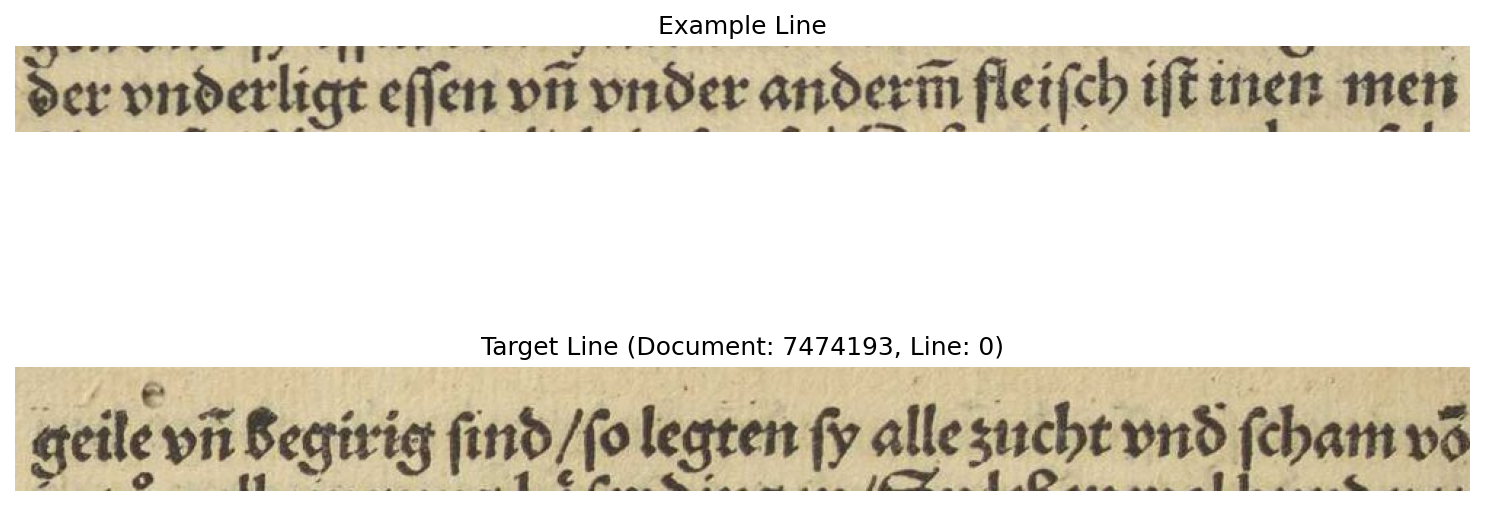 Example Line
der vnderligt essen vn̄ vnder anderm̄ fleisch ist inen men
Target Line (Document: 7474193, Line: 0)
geile vn̄ begirig sind/so legten sy alle zucht vnd̄ scham vō